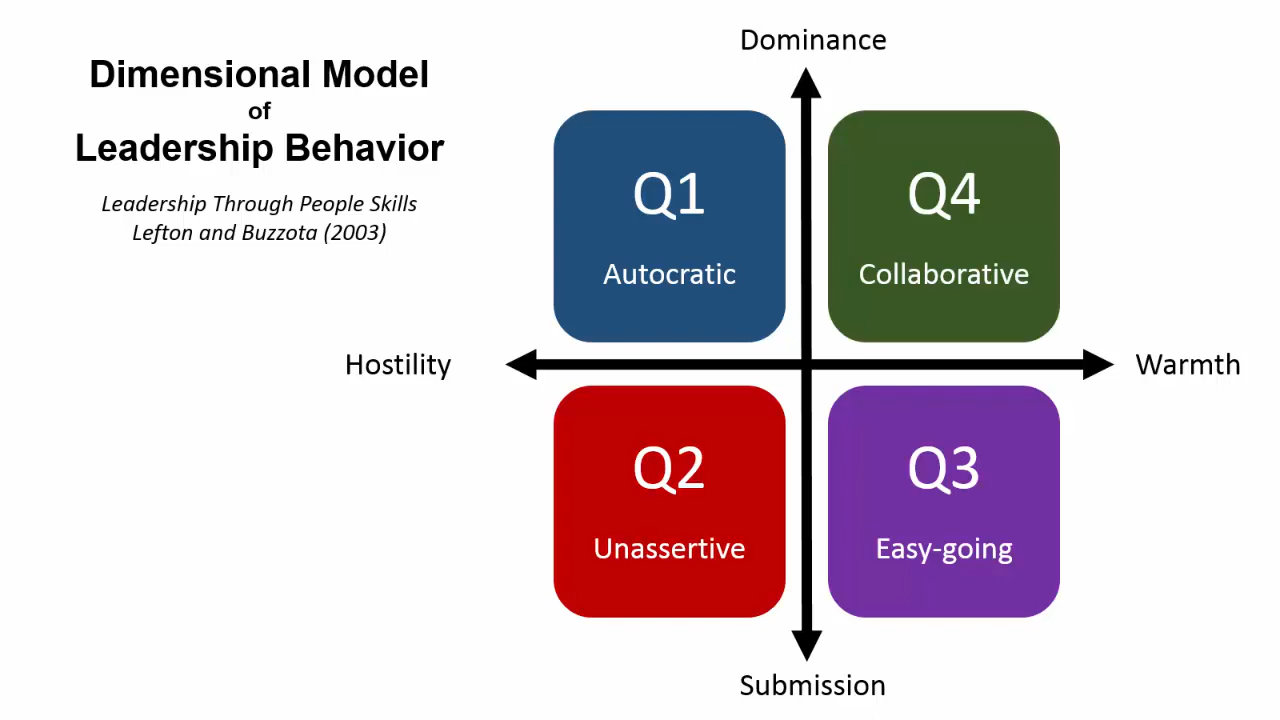 Dimensional Model
of
Leadership Behavior
Leadership Through People Skills
Lefton and Buzzota (2003)
Dominance
Q1
Autocratic
Q4
Collaborative
Hostility
Warmth
Q2
Unassertive
Q3
Easy-going
Submission